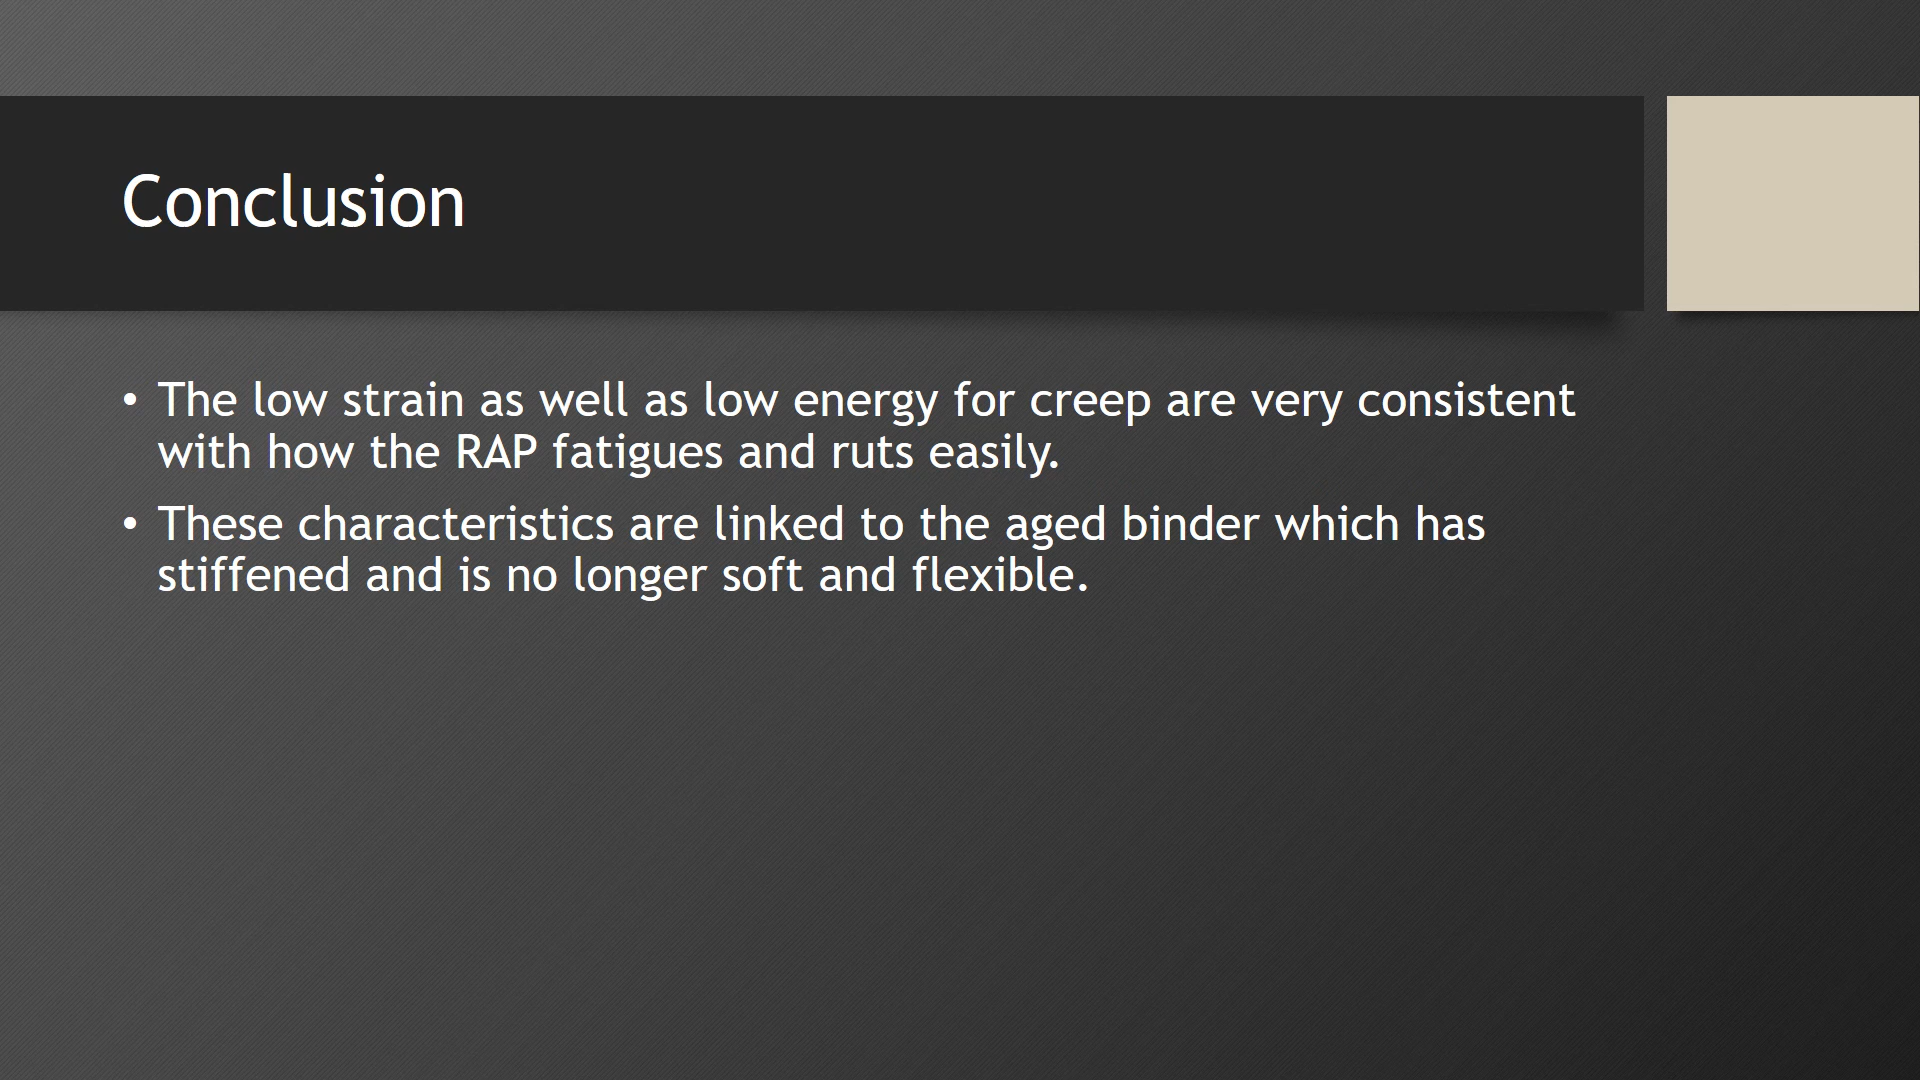 Conclusion
• The low strain as well as low energy for creep are very consistent
with how the RAP fatigues and ruts easily.
• These characteristics are linked to the aged binder which has
stiffened and is no longer soft and flexible.